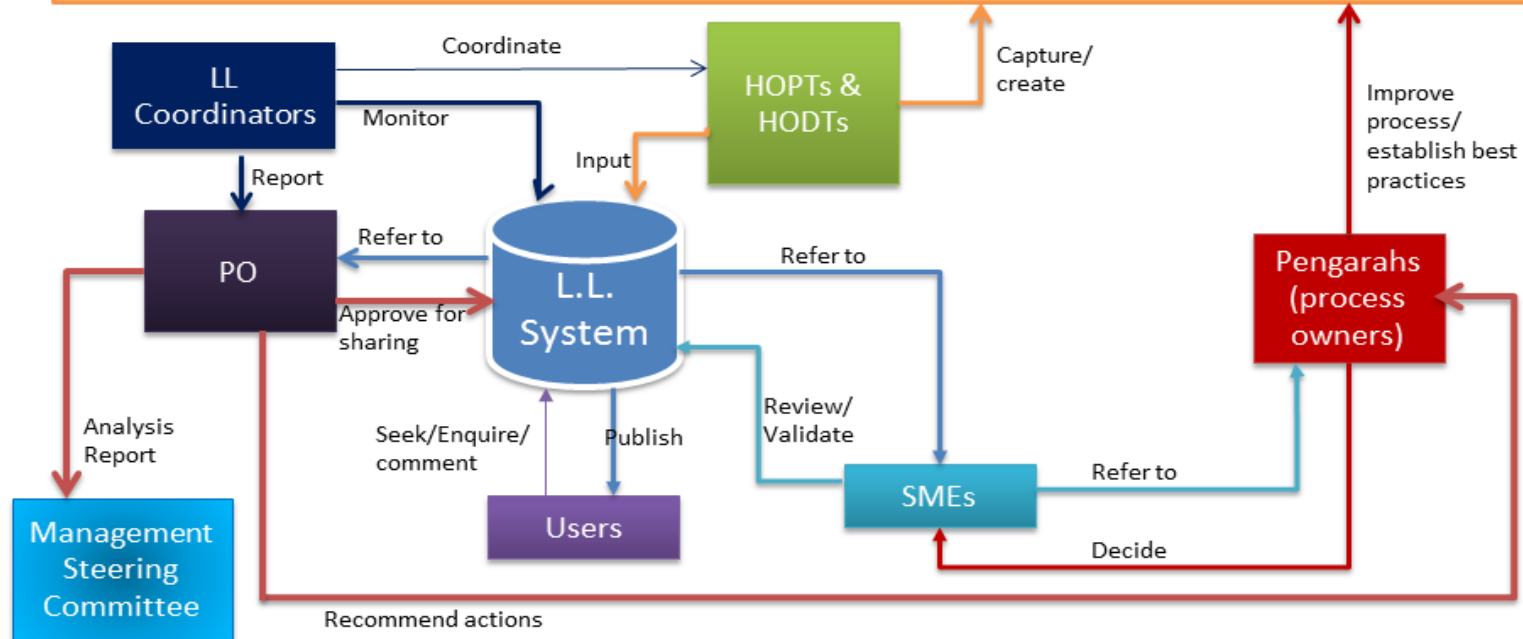 Coordinate
LL
Coordinators
HOPTs &
HODTs
Capture/
create
Improve
process/
establish best
practices
Monitor
Input
Report
PO
Refer to
L.L.
System
Refer to
Pengarahs
(process
owners)
Approve for
sharing
Analysis
Report
Seek/Enquire/
comment
Publish
Review/
Validate
SMEs
Refer to
Users
Management
Steering
Committee
Decide
Recommend actions